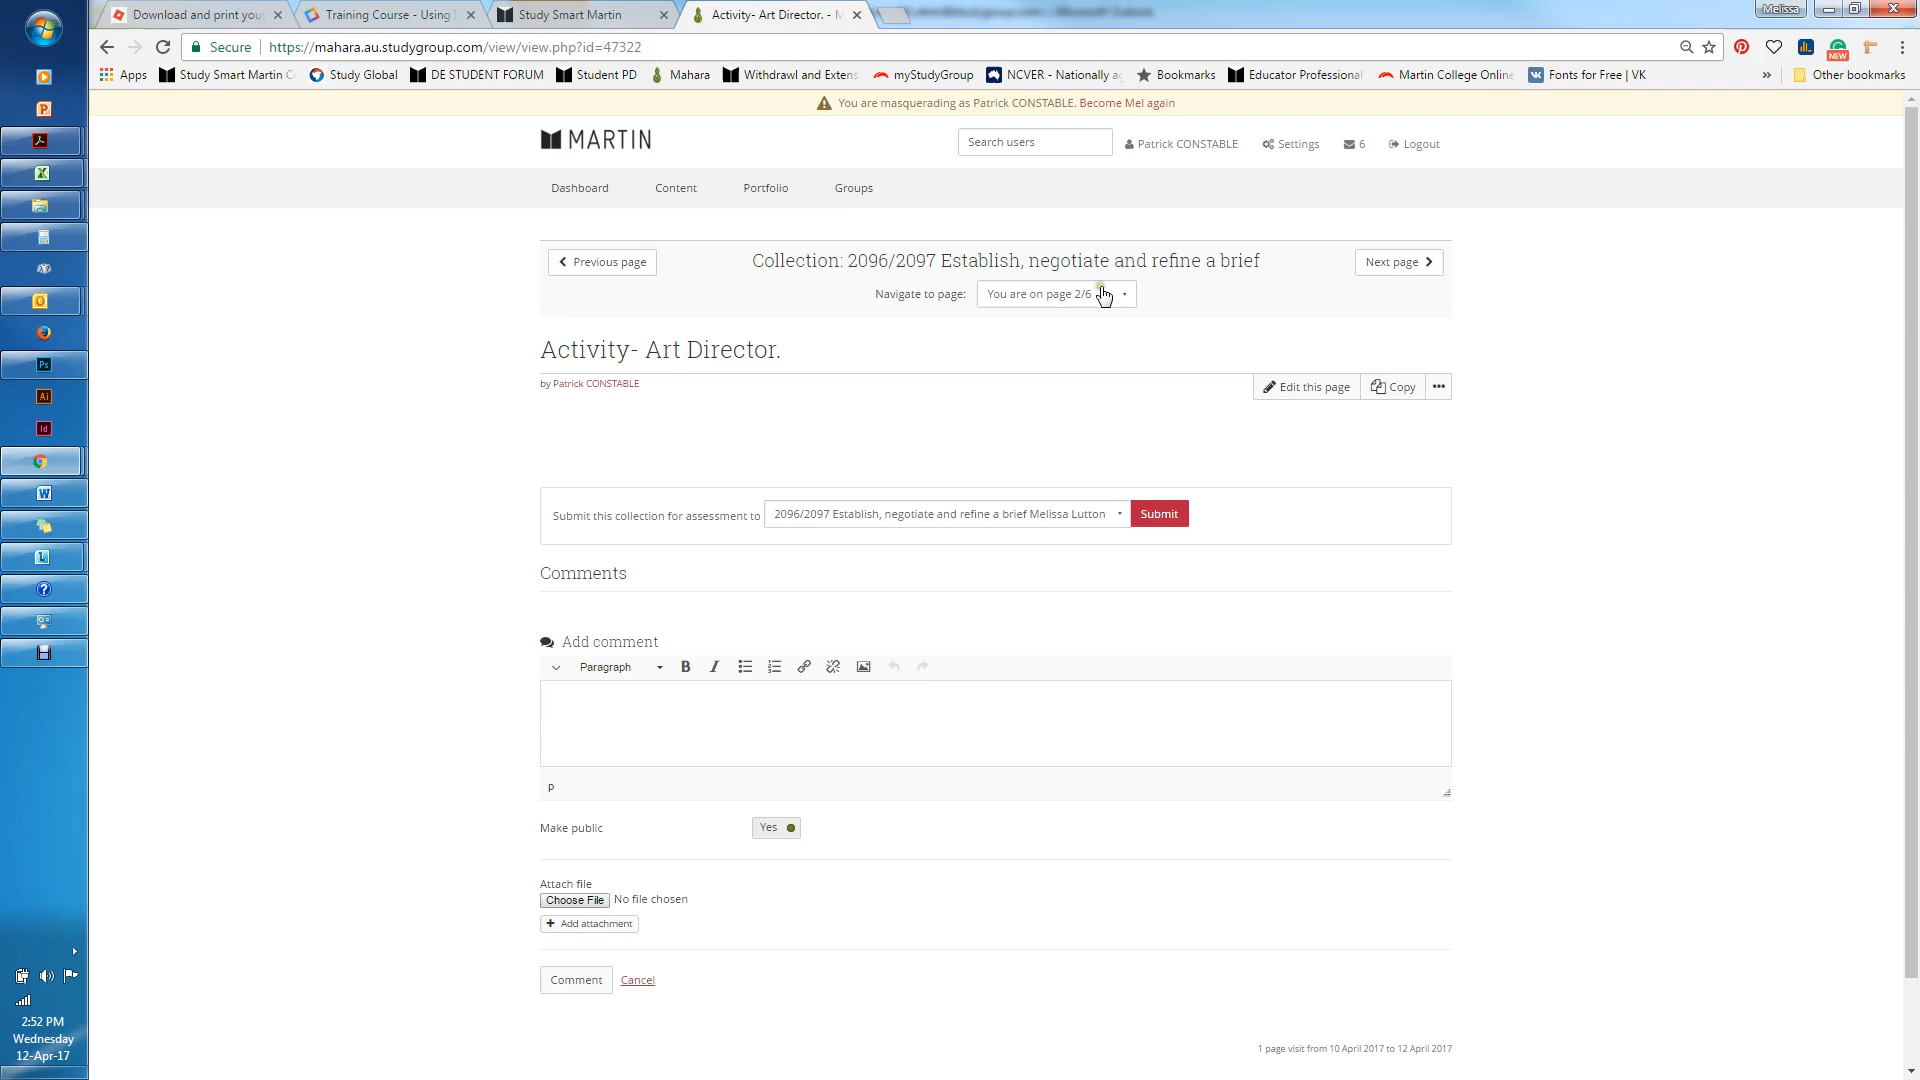 Download and print you
Training Course - Using
Study Smart Martin
Activity- Art Director. - M
Melissa
Secure
https://mahara.au.studygroup.com/view/view.php?id=47322
NEW
Apps
Study Smart Martin C
Study Global
DE STUDENT FORUM
Student PD
Mahara
Withdrawl and Extens
myStudyGroup
NCVER - Nationally ag
Bookmarks
Educator Professional
Martin College Online
Fonts for Free | VK
»
Other bookmarks
You are masquerading as Patrick CONSTABLE. Become Mel again
MARTIN
Search users
Patrick CONSTABLE
Settings
6
Logout
Dashboard
Content
Portfolio
Groups
Previous page
Collection: 2096/2097 Establish, negotiate and refine a brief
Next page
Navigate to page:
You are on page 2/6
Activity- Art Director.
by Patrick CONSTABLE
Edit this page
Copy
Submit this collection for assessment to
2096/2097 Establish, negotiate and refine a brief Melissa Lutton
Submit
Comments
Add comment
Paragraph
B
I
p
Make public
Yes
Attach file
Choose File
No file chosen
+ Add attachment
Comment
Cancel
1 page visit from 10 April 2017 to 12 April 2017
Ps
Ai
Id
W
2:52 PM
Wednesday
12-Apr-17